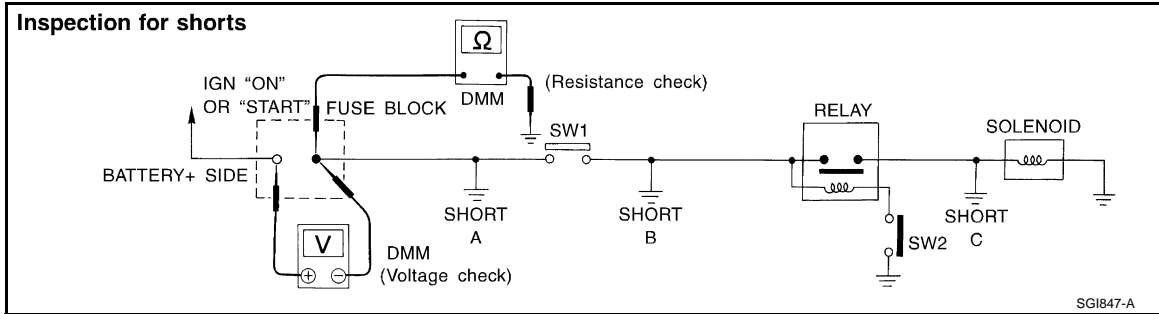 Inspection for shorts
Ω
IGN “ON”
OR “START”
FUSE BLOCK
DMM
(Resistance check)
SW1
RELAY
SOLENOID
BATTERY+ SIDE
SHORT
A
SHORT
B
SHORT
C
SW2
V
+ −
DMM
(Voltage check)
SGI847-A